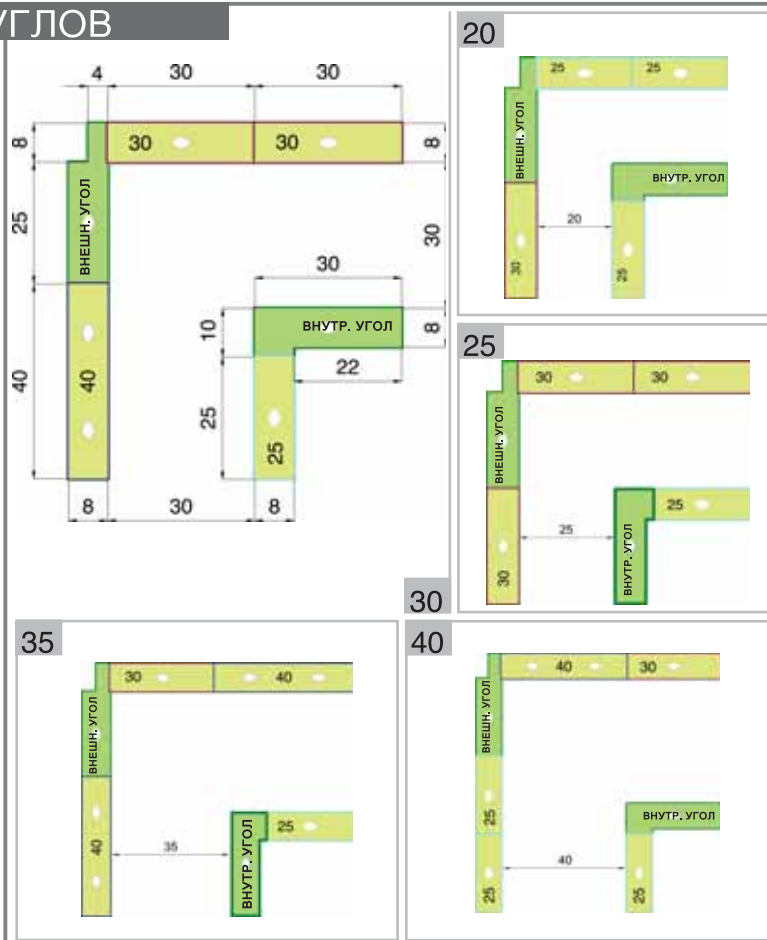 УГЛОВ
4 30 30
8 30 30 8
25 ВНЕШН. УГОЛ 30
30
10 ВНУТР. УГОЛ 8
22
40 40
25 25
8 30 8
30
20
25 25
ВНЕШН. УГОЛ
ВНУТР. УГОЛ
20
30 25
25
30 30
ВНЕШН. УГОЛ
25
25
30 ВНУТР. УГОЛ
35
30 40
ВНЕШН. УГОЛ
25
35
40 ВНУТР. УГОЛ
40
40 30
ВНЕШН. УГОЛ
25 ВНУТР. УГОЛ
40
25 25